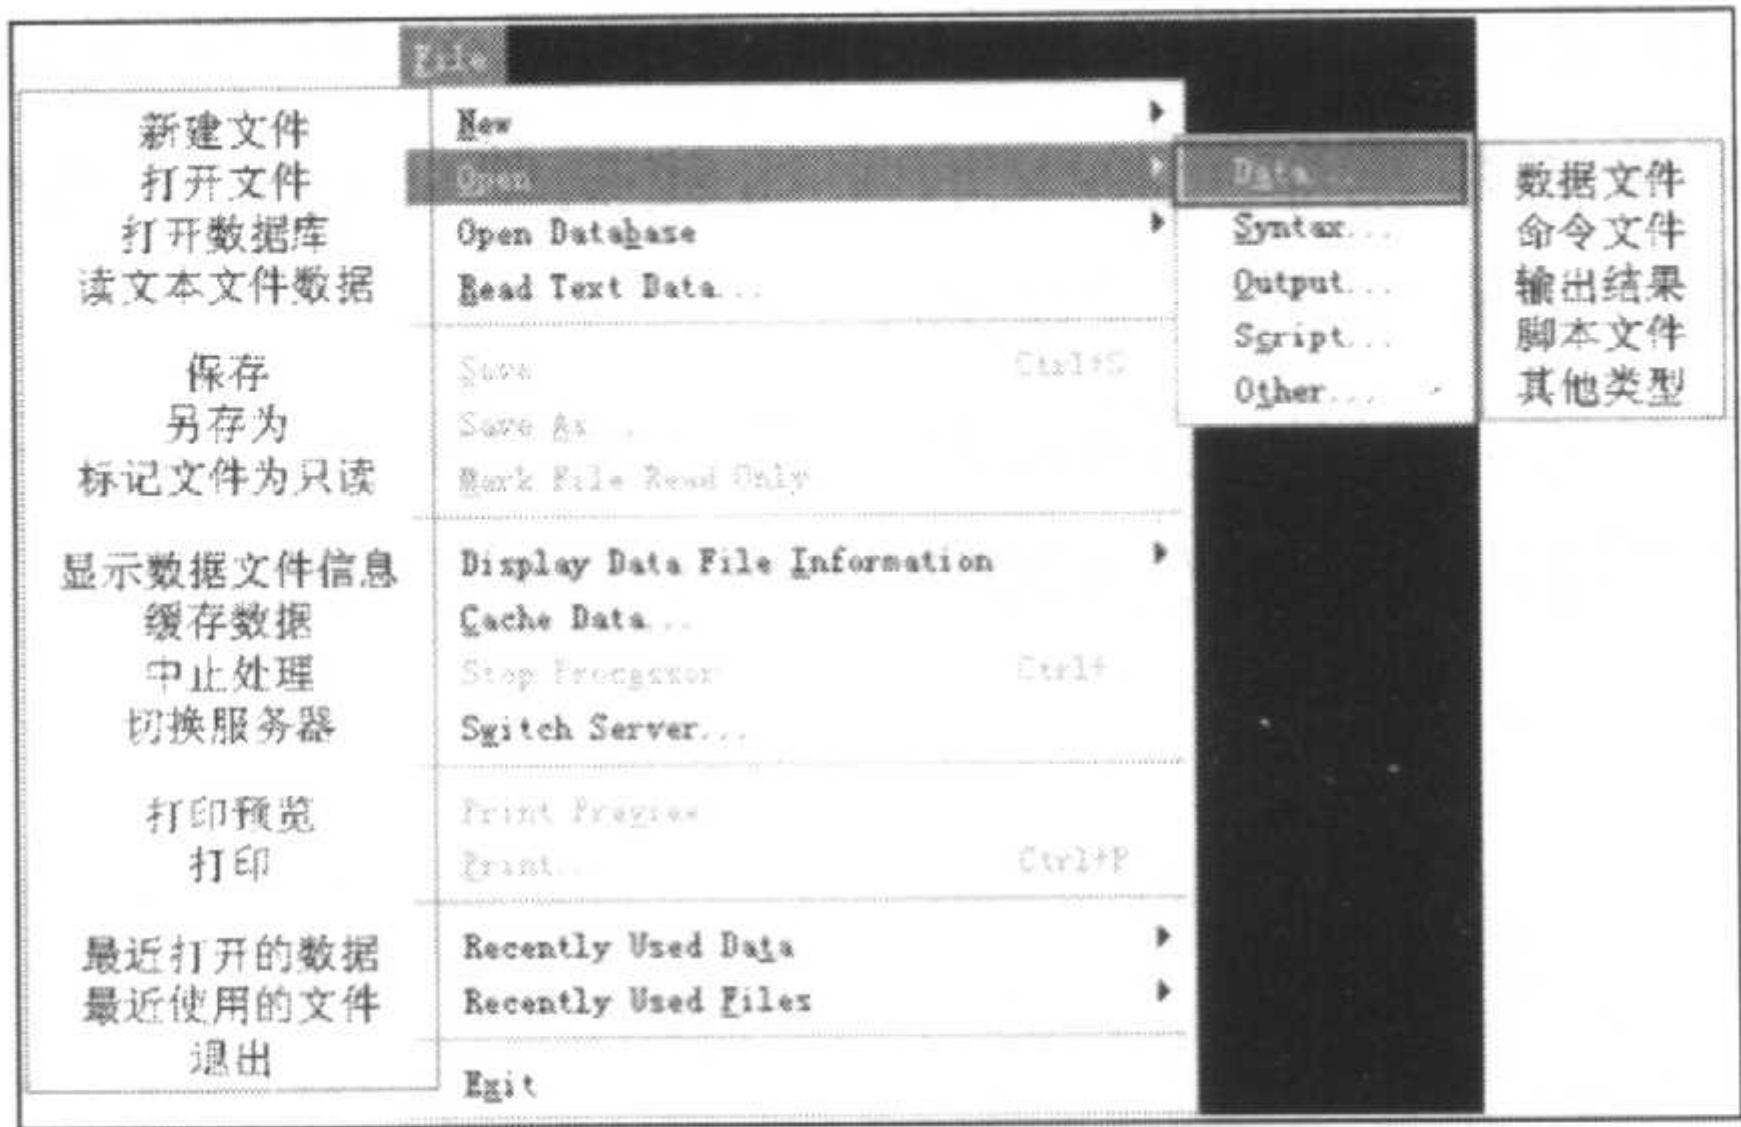 File
新建文件
打开文件
打开数据库
读文本文件数据
保存
另存为
标记文件为只读
显示数据文件信息
缓存数据
中止处理
切换服务器
打印预览
打印
最近打开的数据
最近使用的文件
退出
New
Open
Open Database
Read Text Data...
Save Ctrl+S
Save As...
Mark File Read Only
Display Data File Information
Cache Data...
Stop Processor Ctrl+.
Switch Server...
Print Preview
Print... Ctrl+P
Recently Used Data
Recently Used Files
Exit
Data...
Syntax...
Output...
Script...
Other...
数据文件
命令文件
输出结果
脚本文件
其他类型